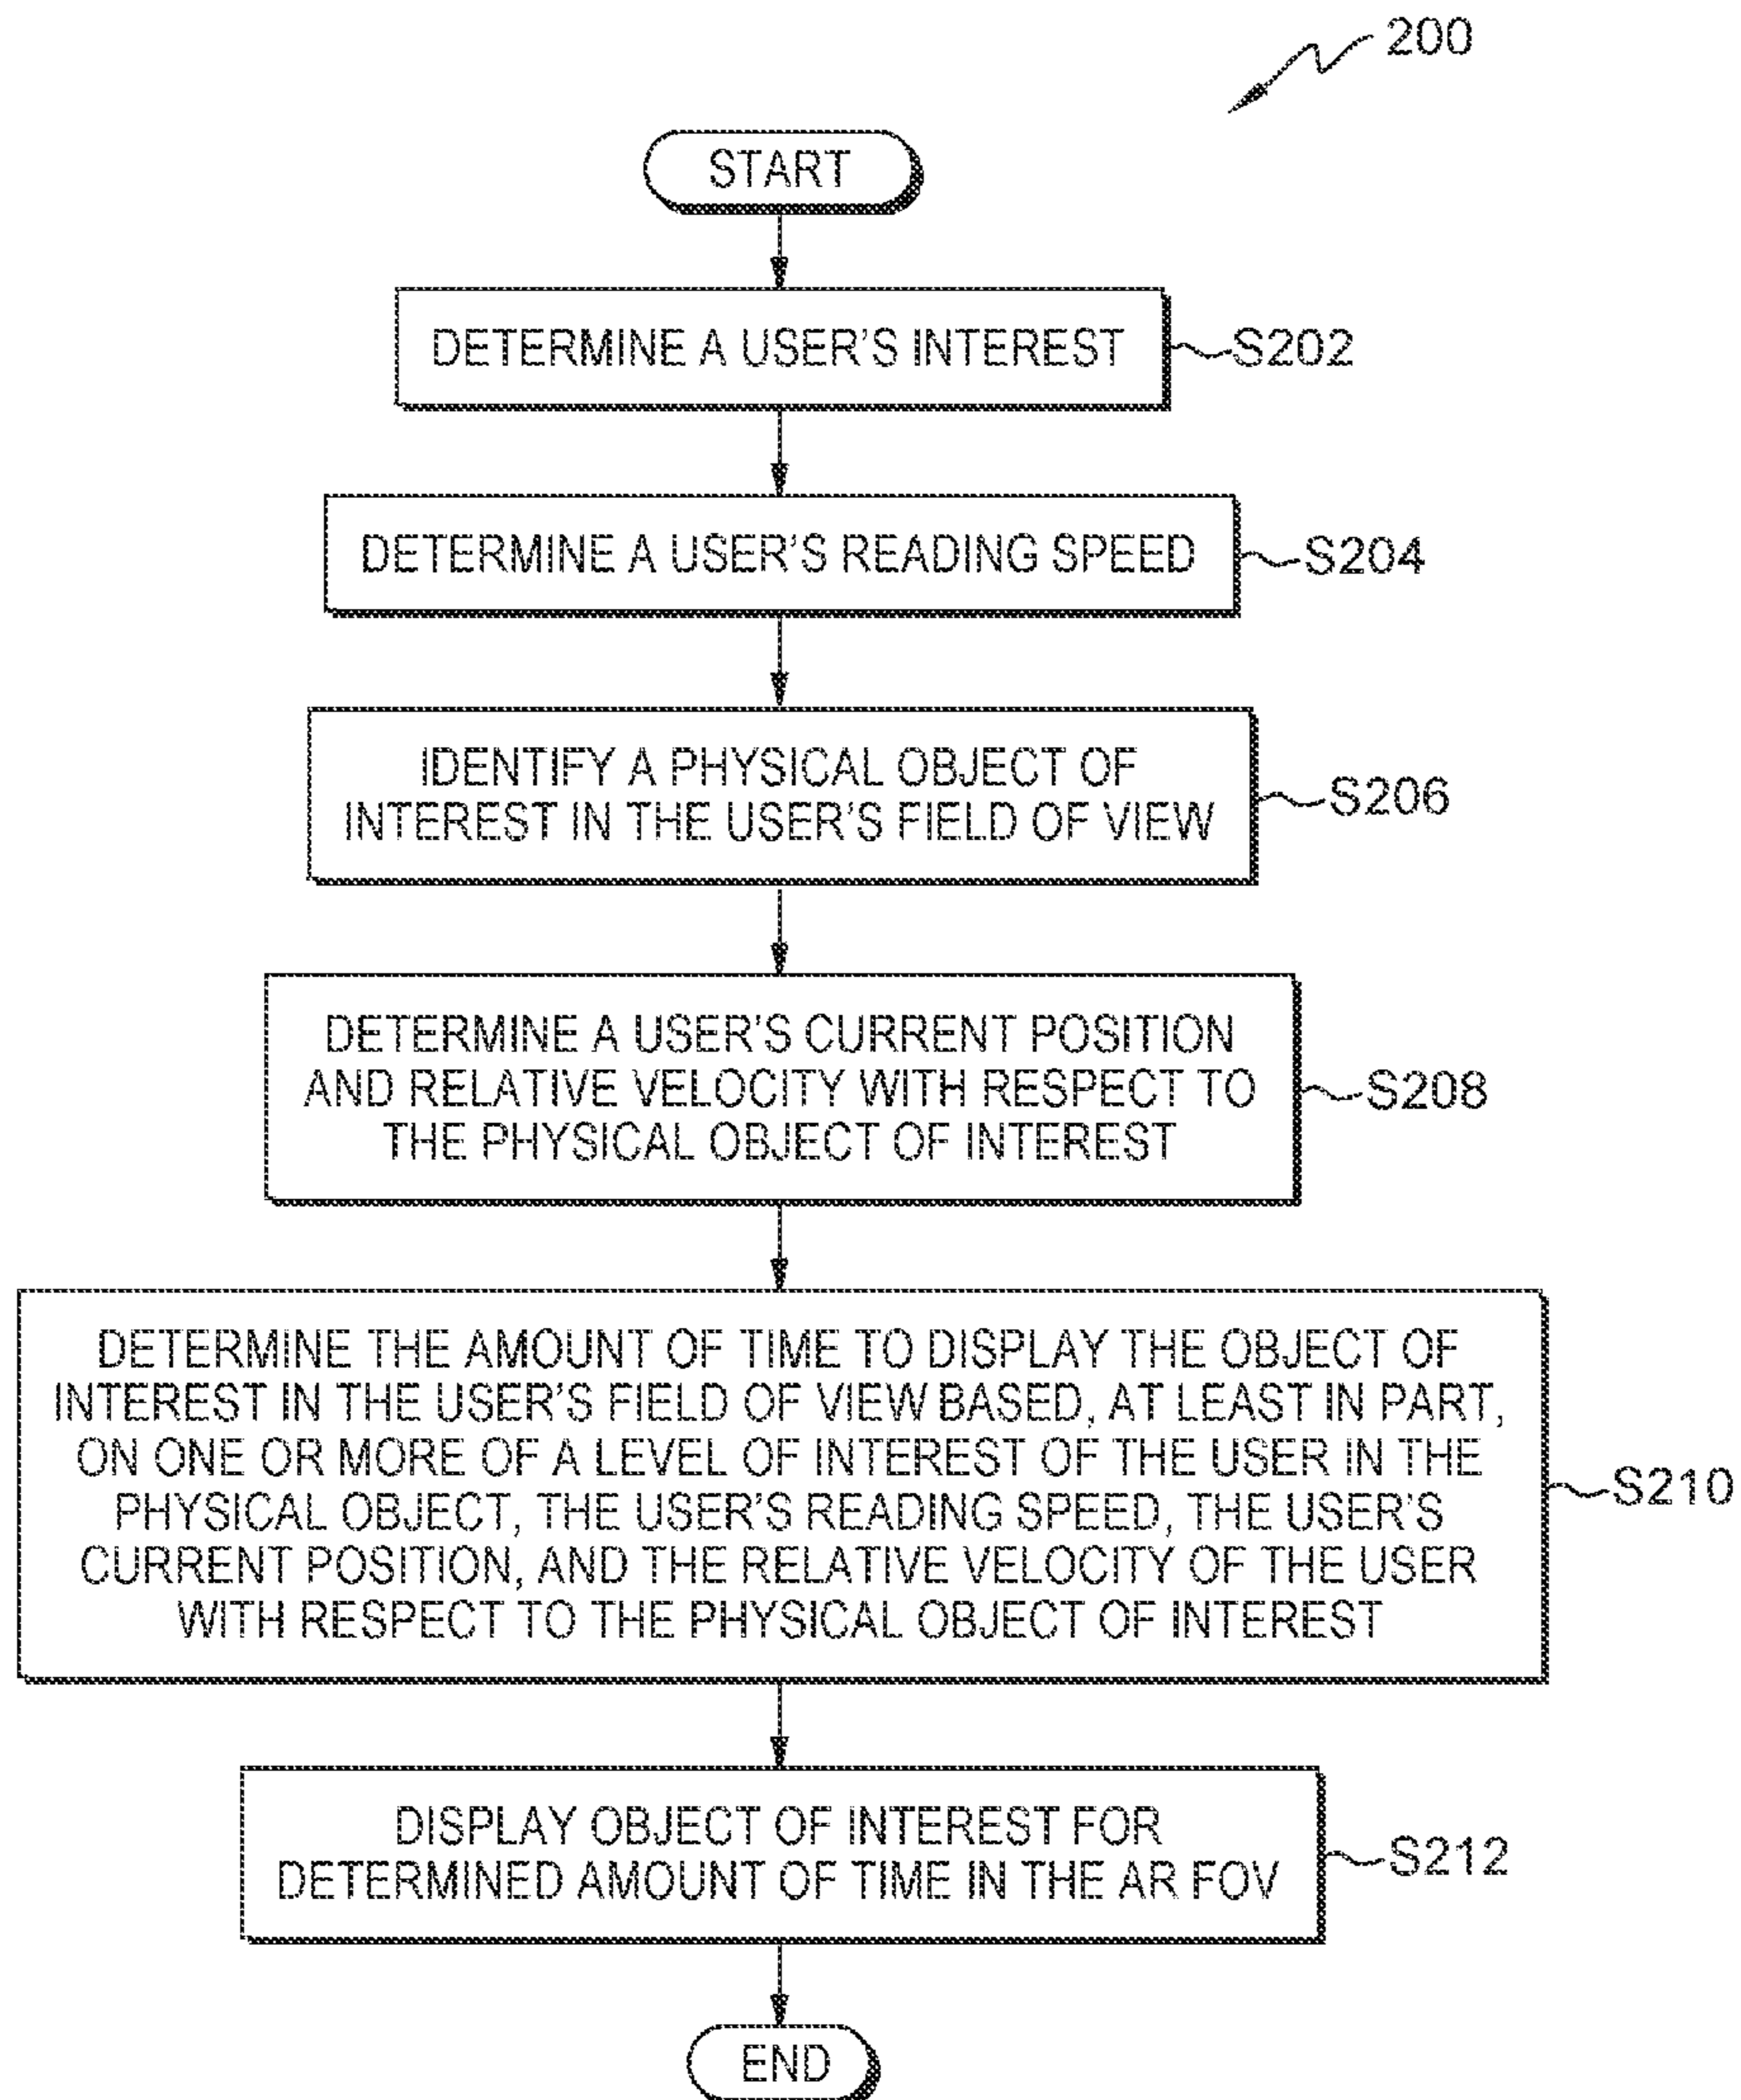 200
START
DETERMINE A USER'S INTEREST
S202
DETERMINE A USER'S READING SPEED
S204
IDENTIFY A PHYSICAL OBJECT OF
INTEREST IN THE USER'S FIELD OF VIEW
S206
DETERMINE A USER'S CURRENT POSITION
AND RELATIVE VELOCITY WITH RESPECT TO
THE PHYSICAL OBJECT OF INTEREST
S208
DETERMINE THE AMOUNT OF TIME TO DISPLAY THE OBJECT OF
INTEREST IN THE USER'S FIELD OF VIEW BASED, AT LEAST IN PART,
ON ONE OR MORE OF A LEVEL OF INTEREST OF THE USER IN THE
PHYSICAL OBJECT, THE USER'S READING SPEED, THE USER'S
CURRENT POSITION, AND THE RELATIVE VELOCITY OF THE USER
WITH RESPECT TO THE PHYSICAL OBJECT OF INTEREST
S210
DISPLAY OBJECT OF INTEREST FOR
DETERMINED AMOUNT OF TIME IN THE AR FOV
S212
END